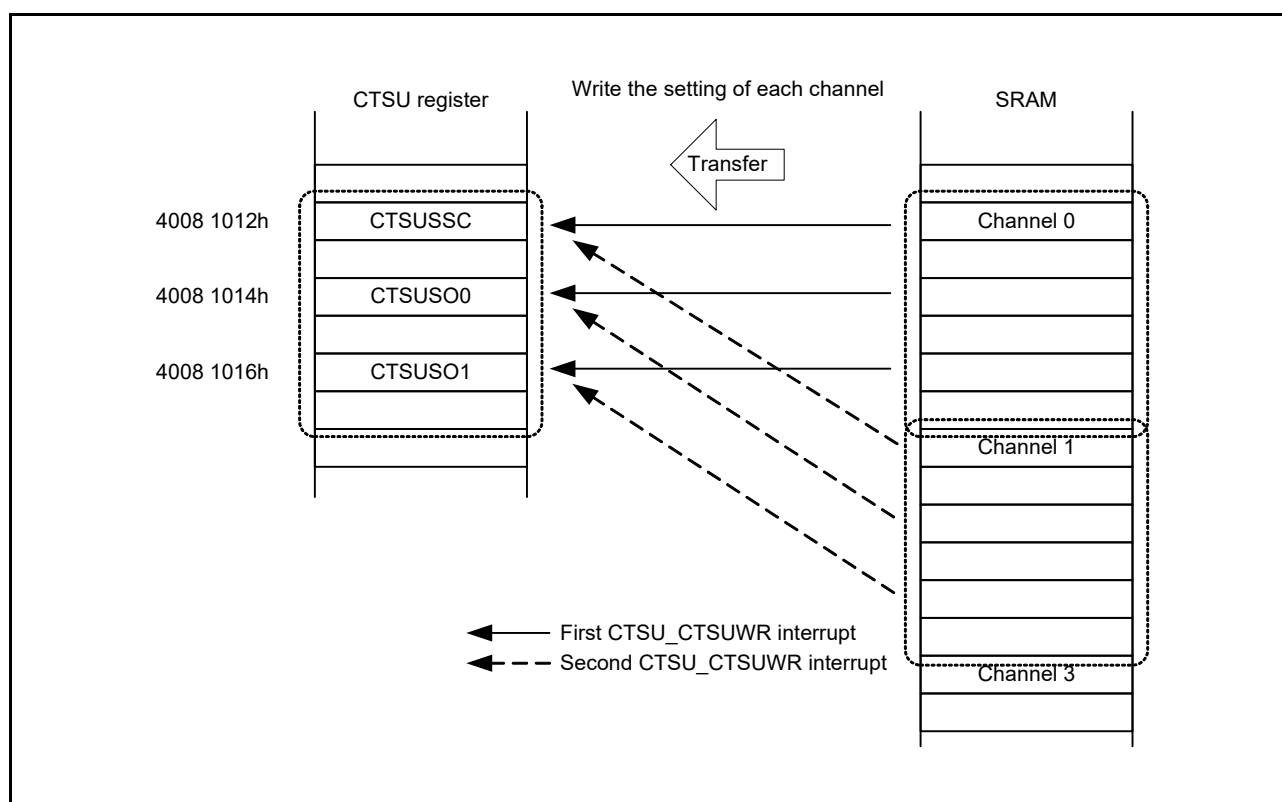 Write the setting of each channel
CTSU register
SRAM
Transfer
4008 1012h
CTSUSSC
Channel 0
4008 1014h
CTSUSO0
4008 1016h
CTSUSO1
Channel 1
First CTSU_CTSUWR interrupt
Second CTSU_CTSUWR interrupt
Channel 3